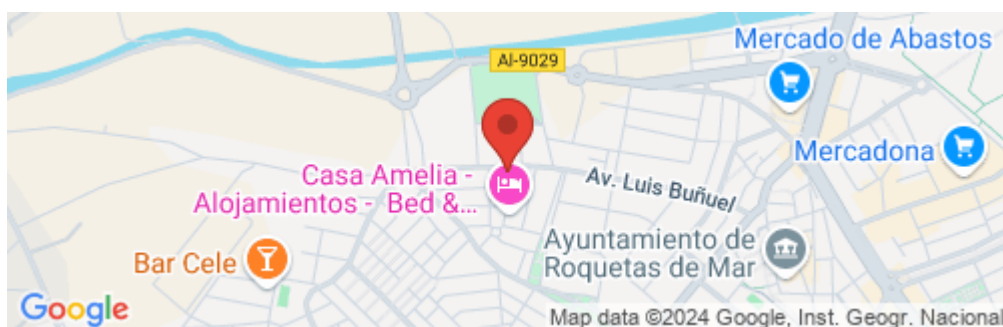 Mercado de Abastos
Al-9029
Mercadona
Casa Amelia -
Alojamientos - Bed &...
Av. Luis Buñuel
Ayuntamiento de
Roquetas de Mar
Bar Cele
Google
Map data ©2024 Google, Inst. Geogr. Nacional